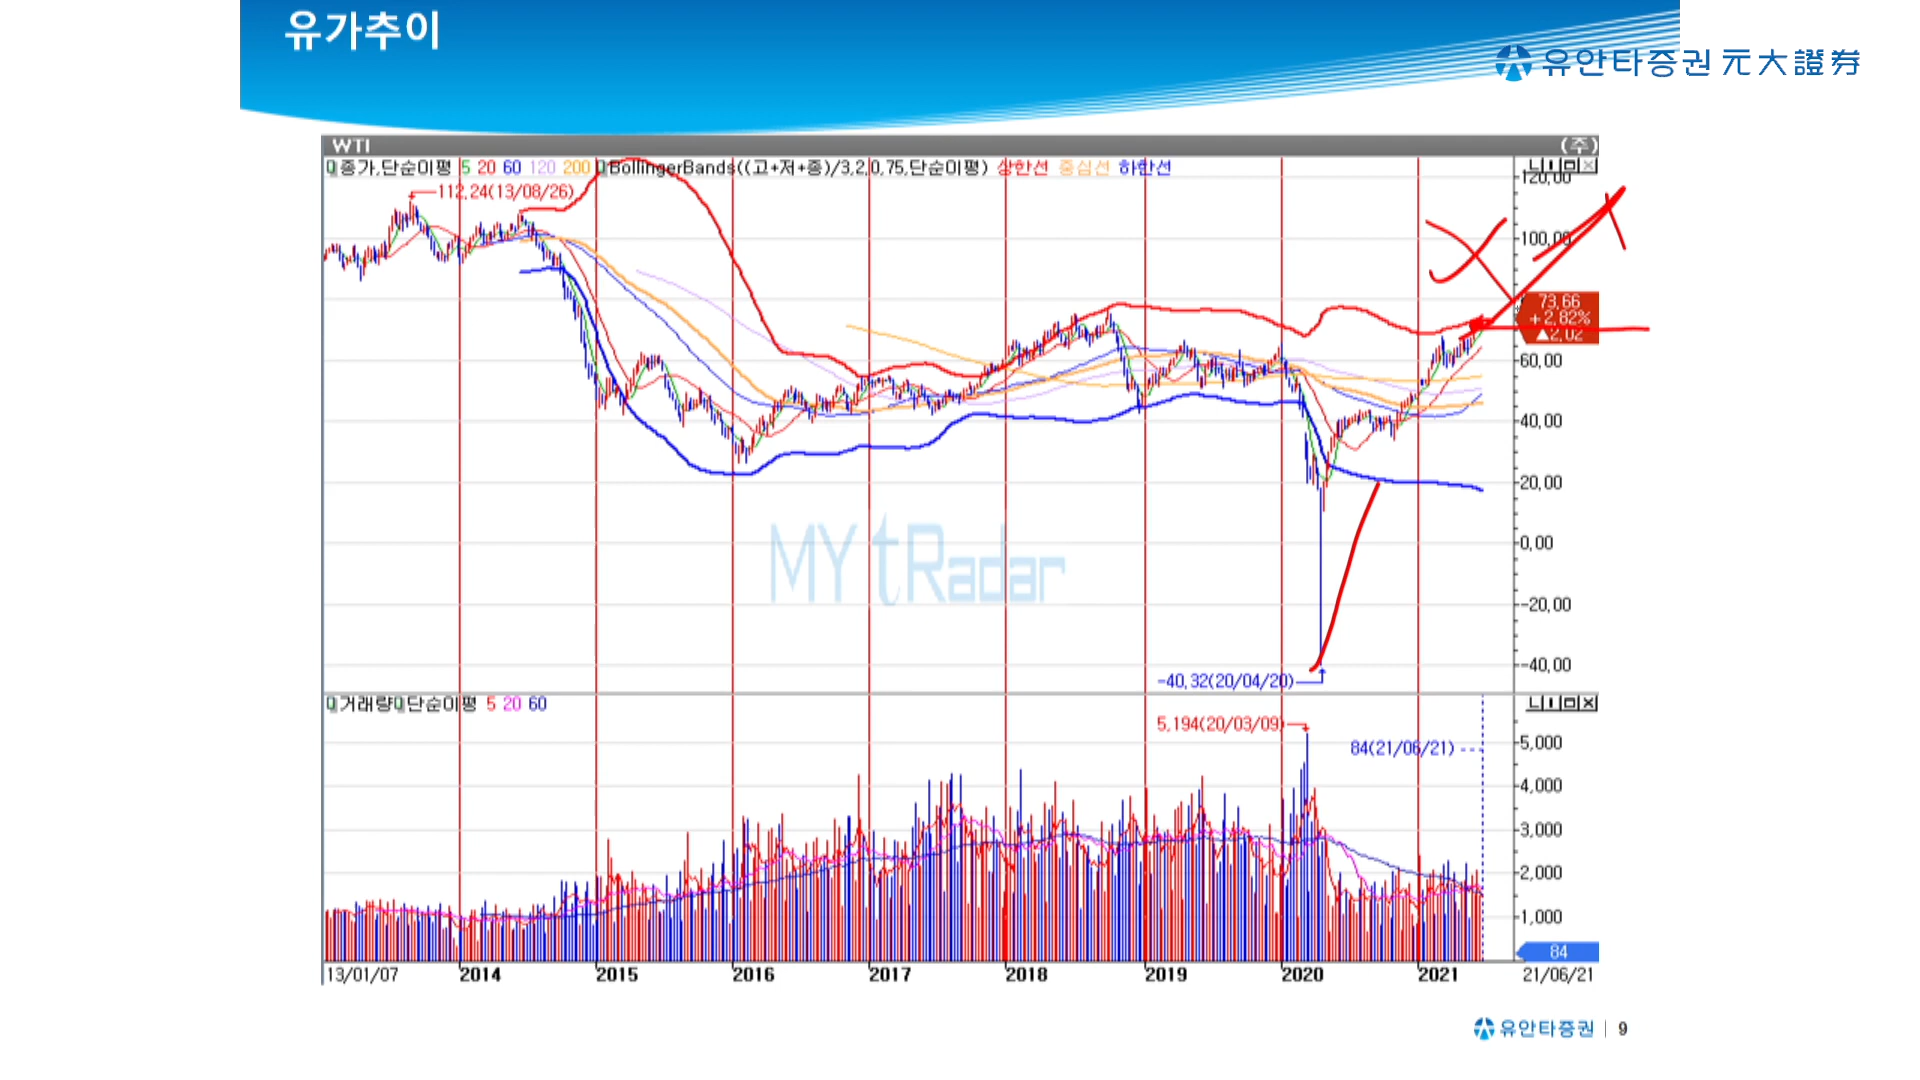 유가추이
유안타증권 元大證券
WTI (주)
종가,단순이평 5 20 60 120 200 BollingerBands((고+저+종)/3,2,0,75,단순이평) 상한선 중심선 하한선
112,24(13/08/26)
120,00
100,00
73,66
+2,82%
▲2,02
60,00
40,00
20,00
0,00
-20,00
-40,00
MY tRadar
-40,32(20/04/20)
거래량 단순이평 5 20 60
5,194(20/03/09)
84(21/06/21)
5,000
4,000
3,000
2,000
1,000
84
13/01/07 2014 2015 2016 2017 2018 2019 2020 2021 21/06/21
유안타증권 | 9